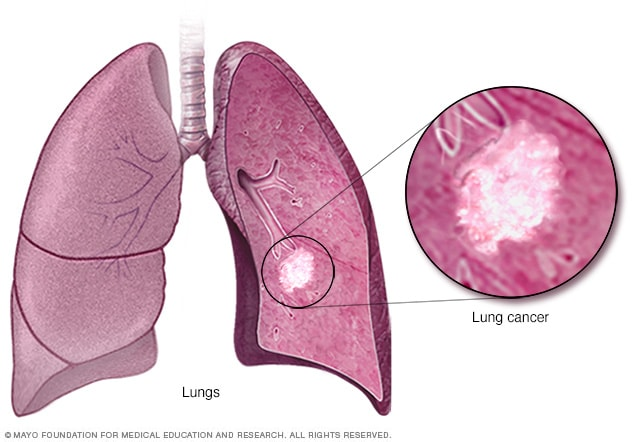 Lung cancer
Lungs
© MAYO FOUNDATION FOR MEDICAL EDUCATION AND RESEARCH. ALL RIGHTS RESERVED.